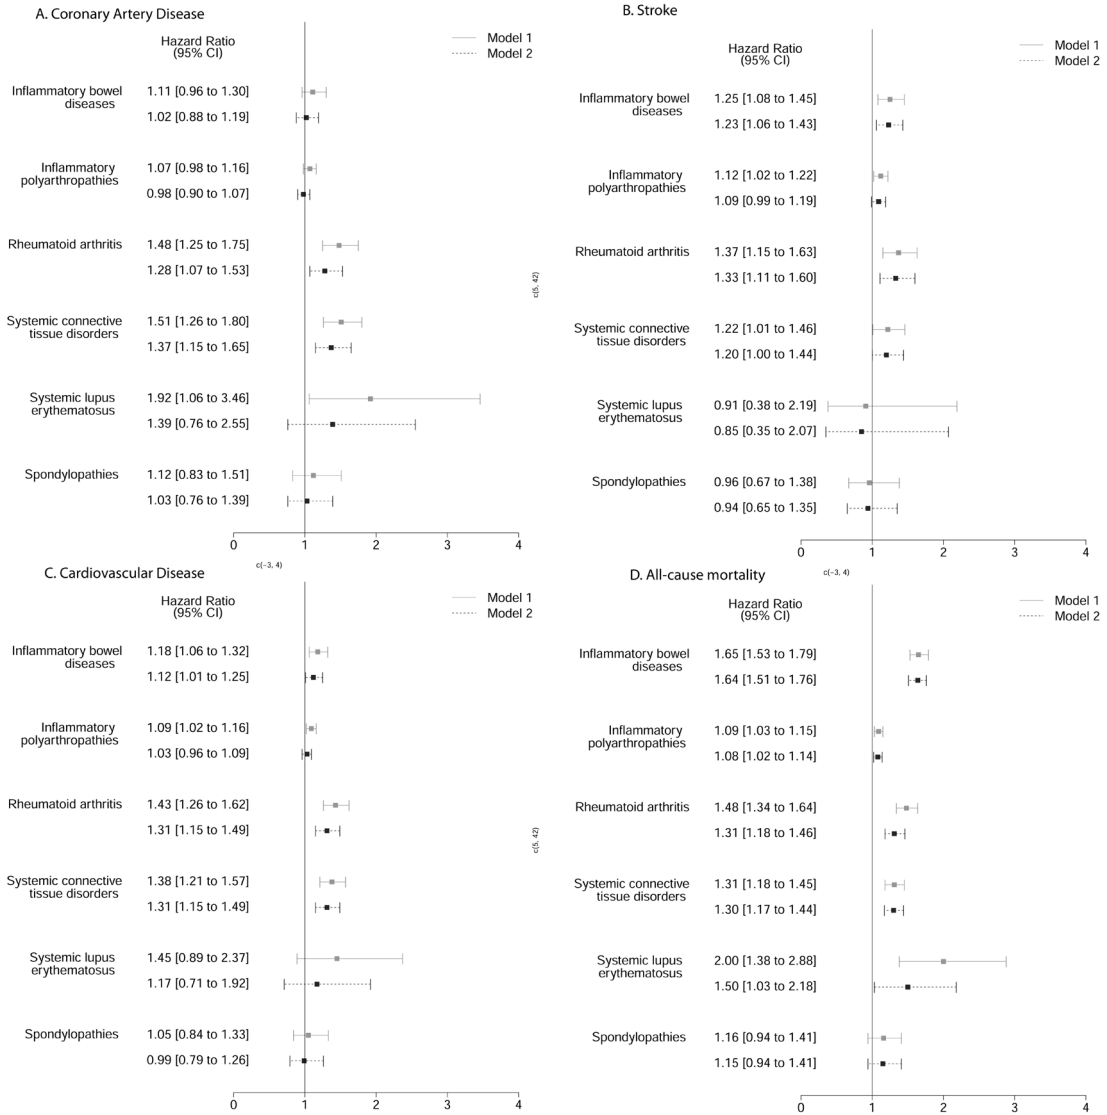 A. Coronary Artery Disease
Hazard Ratio
(95% CI)
Model 1
Model 2
Inflammatory bowel
diseases
1.11 [0.96 to 1.30]
1.02 [0.88 to 1.19]
Inflammatory
polyarthropathies
1.07 [0.98 to 1.16]
0.98 [0.90 to 1.07]
Rheumatoid arthritis
1.48 [1.25 to 1.75]
1.28 [1.07 to 1.53]
Systemic connective
tissue disorders
1.51 [1.26 to 1.80]
1.37 [1.15 to 1.65]
Systemic lupus
erythematosus
1.92 [1.06 to 3.46]
1.39 [0.76 to 2.55]
Spondylopathies
1.12 [0.83 to 1.51]
1.03 [0.76 to 1.39]
0 1 2 3 4
B. Stroke
Hazard Ratio
(95% CI)
Model 1
Model 2
c(5, 42)
Inflammatory bowel
diseases
1.25 [1.08 to 1.45]
1.23 [1.06 to 1.43]
Inflammatory
polyarthropathies
1.12 [1.02 to 1.22]
1.09 [0.99 to 1.19]
Rheumatoid arthritis
1.37 [1.15 to 1.63]
1.33 [1.11 to 1.60]
Systemic connective
tissue disorders
1.22 [1.01 to 1.46]
1.20 [1.00 to 1.44]
Systemic lupus
erythematosus
0.91 [0.38 to 2.19]
0.85 [0.35 to 2.07]
Spondylopathies
0.96 [0.67 to 1.38]
0.94 [0.65 to 1.35]
0 1 2 3 4
c(−3, 4)
C. Cardiovascular Disease
Hazard Ratio
(95% CI)
Model 1
Model 2
Inflammatory bowel
diseases
1.18 [1.06 to 1.32]
1.12 [1.01 to 1.25]
Inflammatory
polyarthropathies
1.09 [1.02 to 1.16]
1.03 [0.96 to 1.09]
Rheumatoid arthritis
1.43 [1.26 to 1.62]
1.31 [1.15 to 1.49]
Systemic connective
tissue disorders
1.38 [1.21 to 1.57]
1.31 [1.15 to 1.49]
Systemic lupus
erythematosus
1.45 [0.89 to 2.37]
1.17 [0.71 to 1.92]
Spondylopathies
1.05 [0.84 to 1.33]
0.99 [0.79 to 1.26]
0 1 2 3 4
c(−3, 4)
D. All-cause mortality
Hazard Ratio
(95% CI)
Model 1
Model 2
c(5, 42)
Inflammatory bowel
diseases
1.65 [1.53 to 1.79]
1.64 [1.51 to 1.76]
Inflammatory
polyarthropathies
1.09 [1.03 to 1.15]
1.08 [1.02 to 1.14]
Rheumatoid arthritis
1.48 [1.34 to 1.64]
1.31 [1.18 to 1.46]
Systemic connective
tissue disorders
1.31 [1.18 to 1.45]
1.30 [1.17 to 1.44]
Systemic lupus
erythematosus
2.00 [1.38 to 2.88]
1.50 [1.03 to 2.18]
Spondylopathies
1.16 [0.94 to 1.41]
1.15 [0.94 to 1.41]
0 1 2 3 4